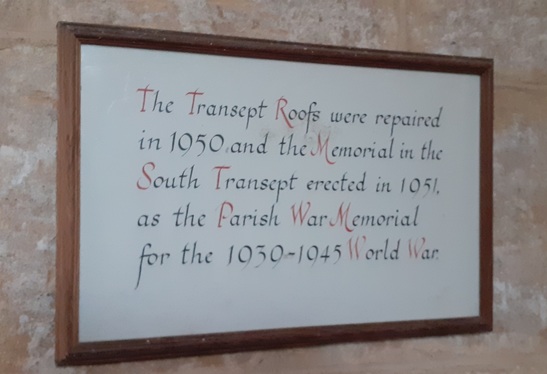 The Transept Roofs were repaired
in 1950 and the Memorial in the
South Transept erected in 1951,
as the Parish War Memorial
for the 1939-1945 World War.